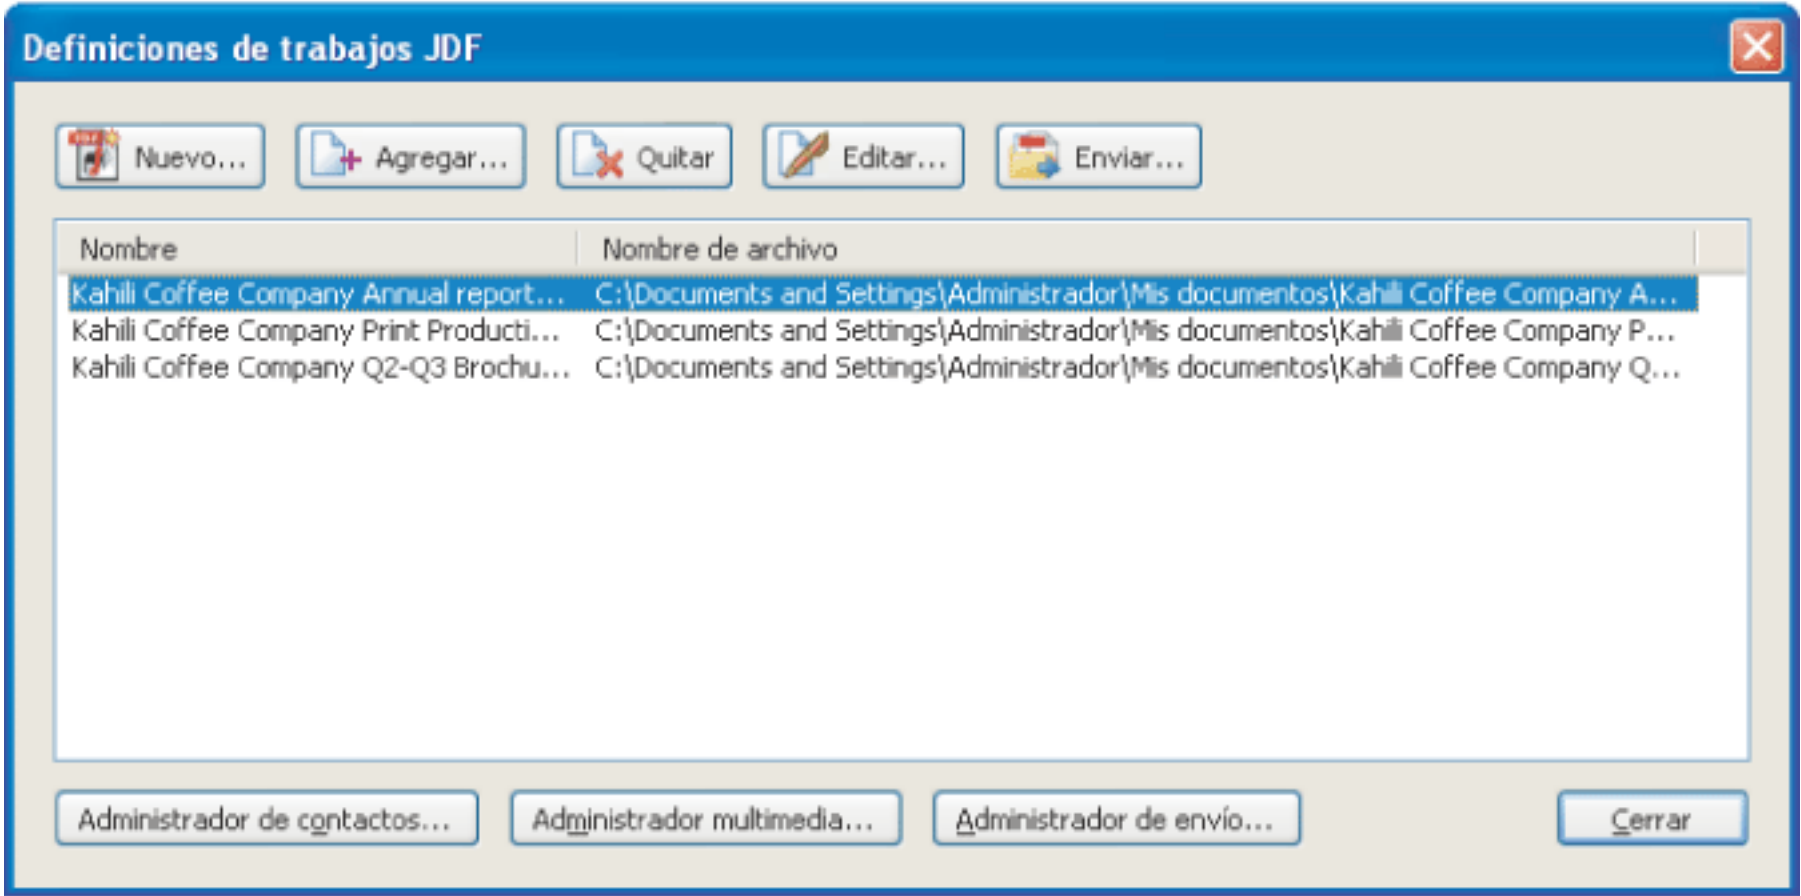 Definiciones de trabajos JDF
Nuevo... Agregar... Quitar Editar... Enviar...
Nombre Nombre de archivo
Kahili Coffee Company Annual report... C:\Documents and Settings\Administrador\Mis documentos\Kahili Coffee Company A...
Kahili Coffee Company Print Producti... C:\Documents and Settings\Administrador\Mis documentos\Kahili Coffee Company P...
Kahili Coffee Company Q2-Q3 Brochu... C:\Documents and Settings\Administrador\Mis documentos\Kahili Coffee Company Q...
Administrador de contactos... Administrador multimedia... Administrador de envío... Cerrar